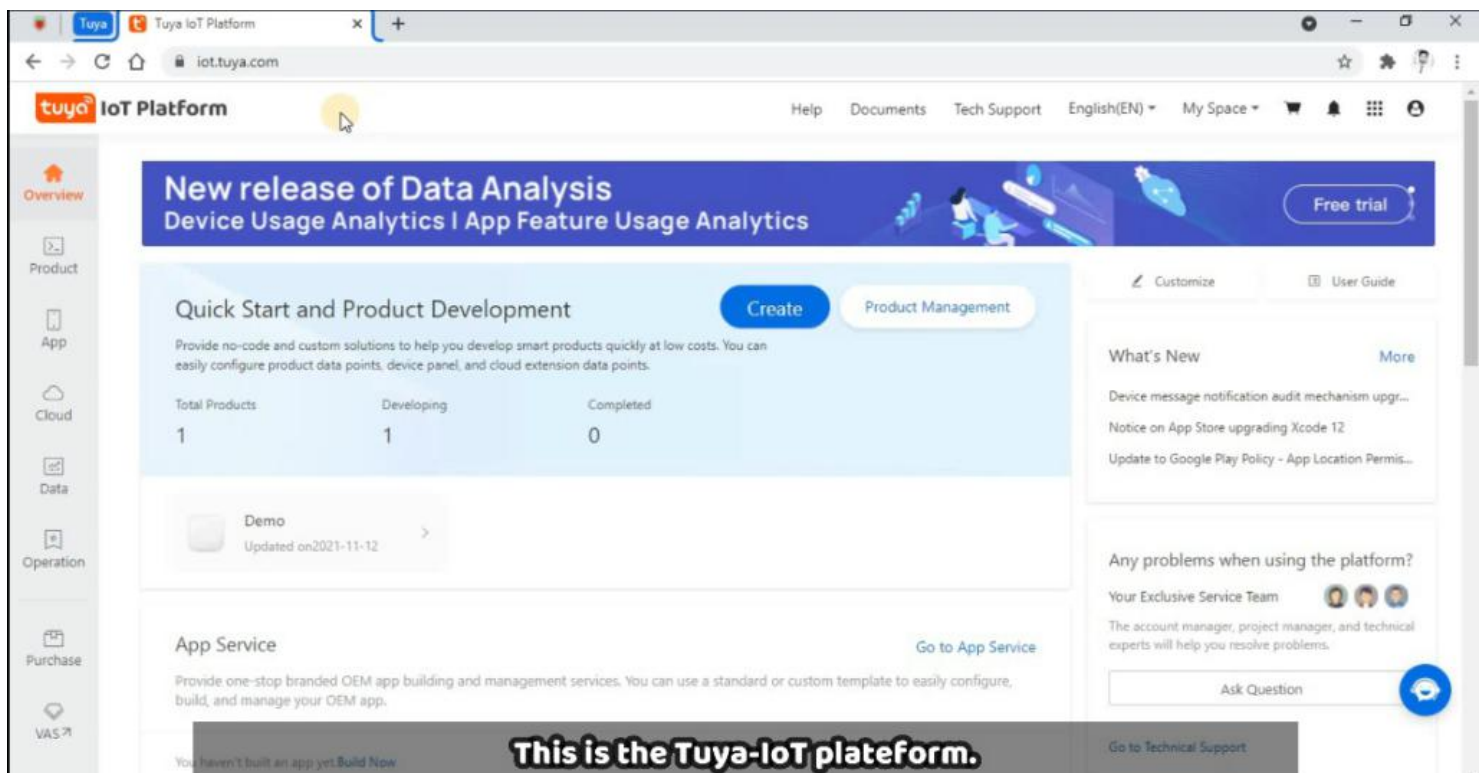 Tuya
Tuya IoT Platform
iot.tuya.com
tuya IoT Platform
Help
Documents
Tech Support
English(EN)
My Space
Overview
Product
App
Cloud
Data
Operation
Purchase
VAS
New release of Data Analysis
Device Usage Analytics I App Feature Usage Analytics
Free trial
Quick Start and Product Development
Create
Product Management
Provide no-code and custom solutions to help you develop smart products quickly at low costs. You can
easily configure product data points, device panel, and cloud extension data points.
Total Products
Developing
Completed
1
1
0
Demo
Updated on2021-11-12
App Service
Go to App Service
Provide one-stop branded OEM app building and management services. You can use a standard or custom template to easily configure,
build, and manage your OEM app.
You haven't built an app yet.Build Now
Customize
User Guide
What's New
More
Device message notification audit mechanism upgr...
Notice on App Store upgrading Xcode 12
Update to Google Play Policy - App Location Permis...
Any problems when using the platform?
Your Exclusive Service Team
The account manager, project manager, and technical
experts will help you resolve problems.
Ask Question
Go to Technical Support
This is the Tuya-IoT plateform.